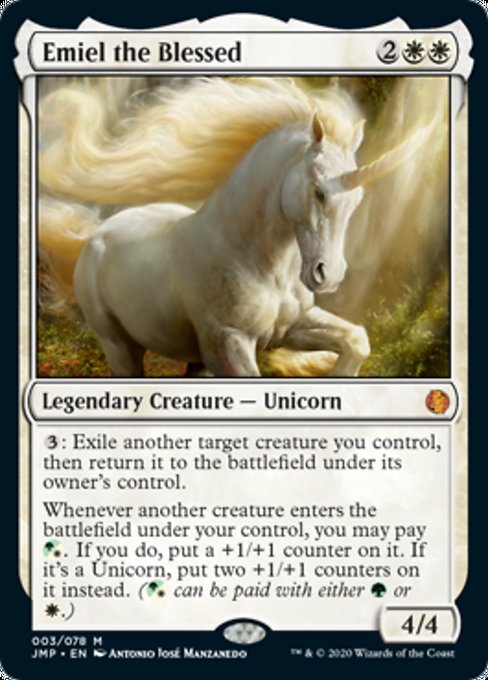 Emiel the Blessed 2
Legendary Creature — Unicorn
3: Exile another target creature you control,
then return it to the battlefield under its
owner's control.
Whenever another creature enters the
battlefield under your control, you may pay
. If you do, put a +1/+1 counter on it. If
it's a Unicorn, put two +1/+1 counters on
it instead. ( can be paid with either or
.)
4/4
003/078 M
JMP • EN Antonio José Manzanedo ™ & © 2020 Wizards of the Coast